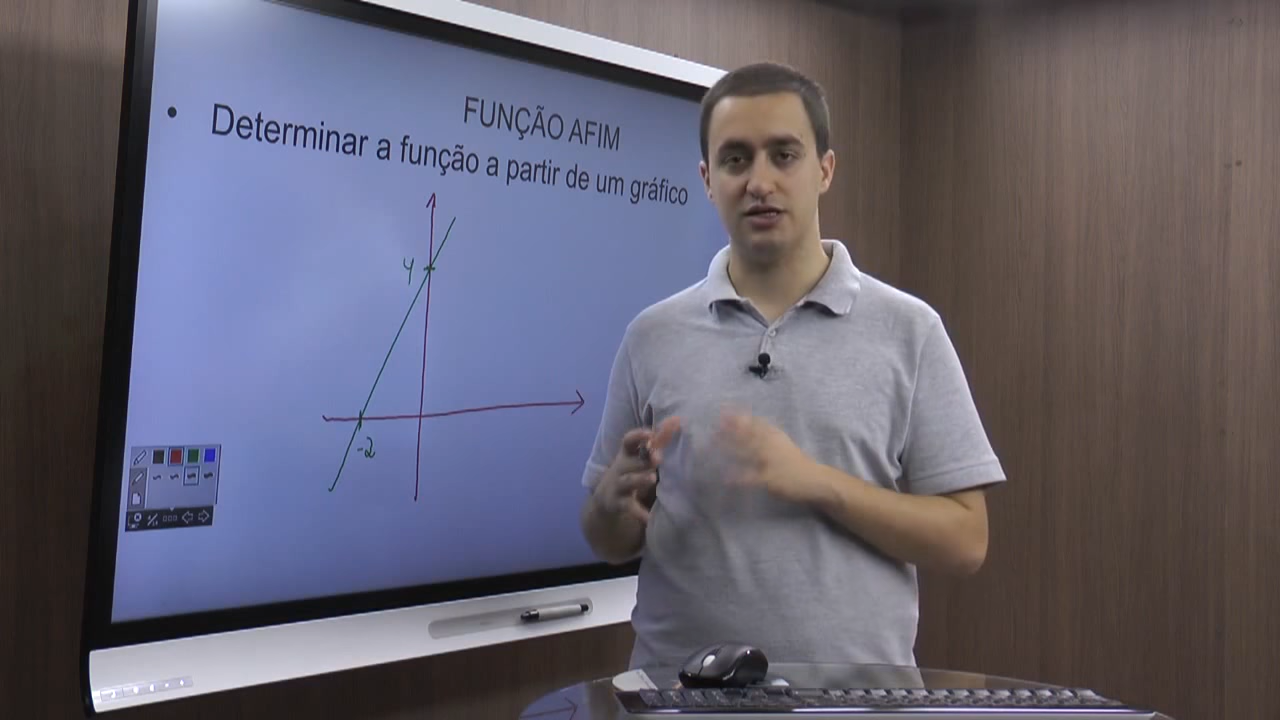 FUNÇÃO AFIM
• Determinar a função a partir de um gráfico
4
-2